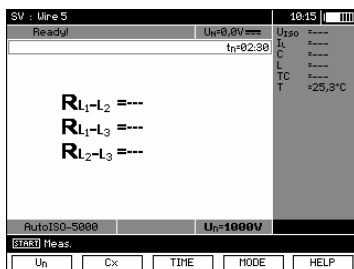 SV : Wire 5 10:15
Ready! UN=0,0V
tn=02:30
UISO =---
IL =---
C =---
L =---
TC =---
T =25,3°C
RL1-L2 =---
RL1-L3 =---
RL2-L3 =---
AutoISO-5000 Un=1000V
START Meas.
Un Cx TIME MODE HELP